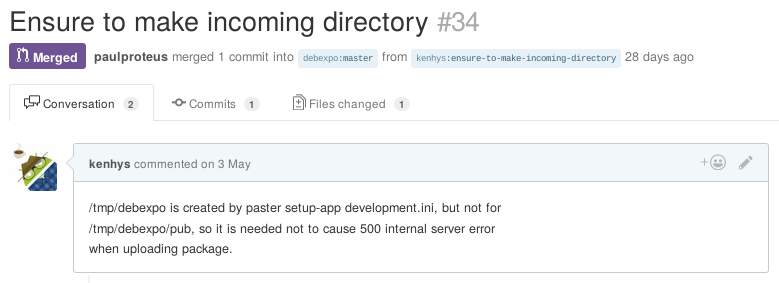 Ensure to make incoming directory #34
Merged paulproteus merged 1 commit into debexpo:master from kenhys:ensure-to-make-incoming-directory 28 days ago
Conversation 2 Commits 1 Files changed 1
kenhys commented on 3 May
/tmp/debexpo is created by paster setup-app development.ini, but not for
/tmp/debexpo/pub, so it is needed not to cause 500 internal server error
when uploading package.